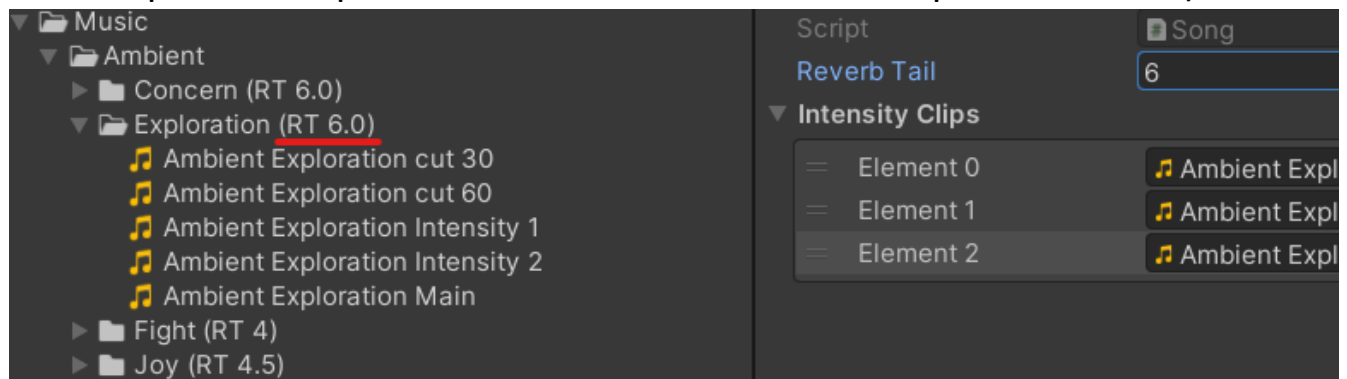 Music
Ambient
Concern (RT 6.0)
Exploration (RT 6.0)
Ambient Exploration cut 30
Ambient Exploration cut 60
Ambient Exploration Intensity 1
Ambient Exploration Intensity 2
Ambient Exploration Main
Fight (RT 4)
Joy (RT 4.5)
Script
Song
Reverb Tail
6
Intensity Clips
Element 0
Ambient Expl
Element 1
Ambient Expl
Element 2
Ambient Expl